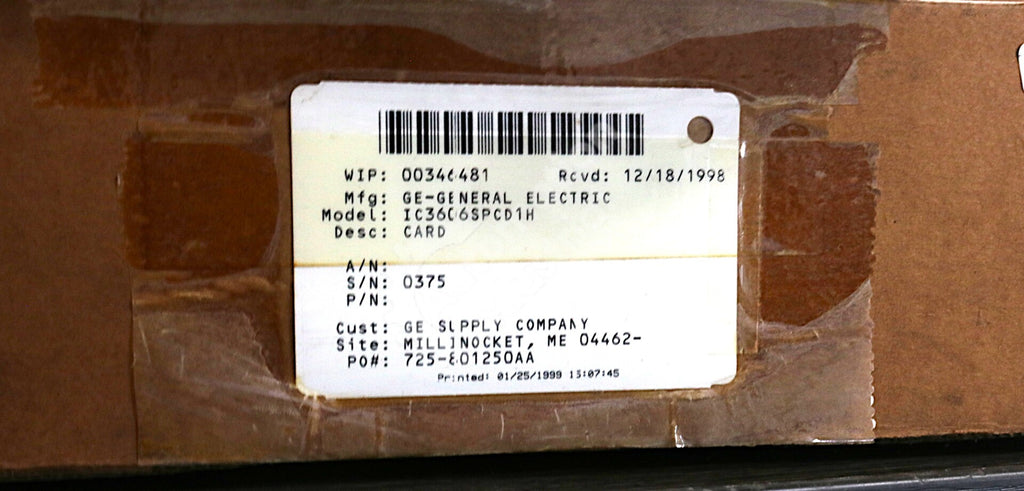 WIP: 00346481 Rcvd: 12/18/1998
Mfg: GE-GENERAL ELECTRIC
Model: IC3606SPCD1H
Desc: CARD
A/N:
S/N: 0375
P/N:
Cust: GE SUPPLY COMPANY
Site: MILLINOCKET, ME 04462-
PO#: 725-801250AA
Printed: 01/25/1999 13:07:45